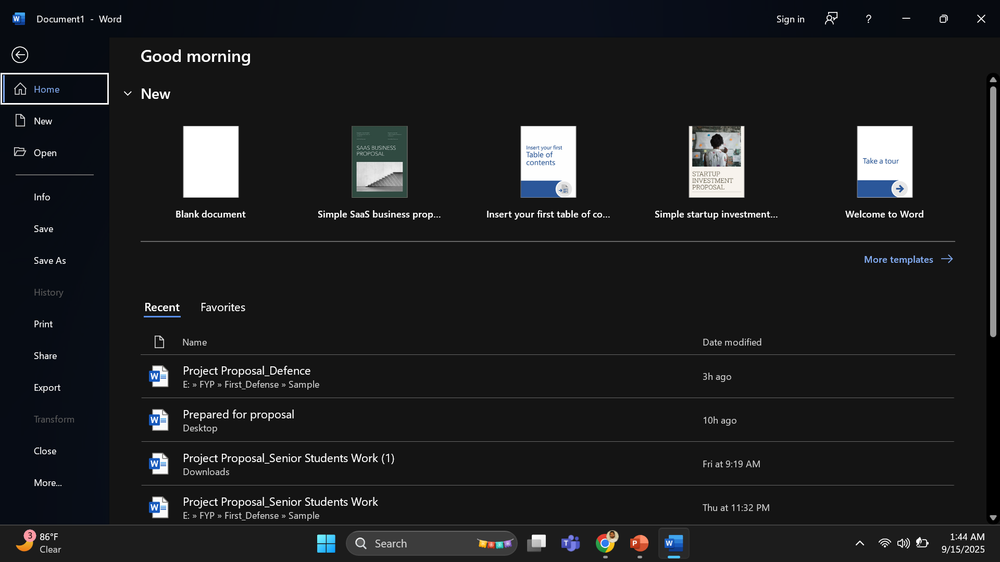 Document1 - Word
Sign in
?
Good morning
Home
New
Open
Info
Save
Save As
History
Print
Share
Export
Transform
Close
More...
New
SAAS BUSINESS
PROPOSAL
Insert your first
Table of
contents
STARTUP
INVESTMENT
PROPOSAL
Take a tour
Blank document
Simple SaaS business prop...
Insert your first table of co...
Simple startup investment...
Welcome to Word
More templates
Recent
Favorites
Name
Date modified
Project Proposal_Defence
E: » FYP » First_Defense » Sample
3h ago
Prepared for proposal
Desktop
10h ago
Project Proposal_Senior Students Work (1)
Downloads
Fri at 9:19 AM
Project Proposal_Senior Students Work
E: » FYP » First_Defense » Sample
Thu at 11:32 PM
3
86°F
Clear
Search
1:44 AM
9/15/2025